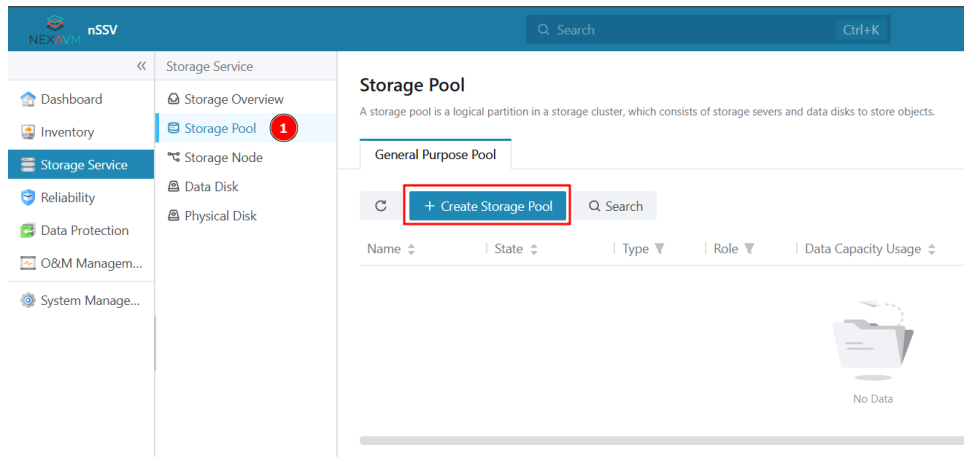 NEXAVM nSSV
Search Ctrl+K
«
Dashboard
Inventory
Storage Service
Reliability
Data Protection
O&M Managem...
System Manage...
Storage Service
Storage Overview
Storage Pool 1
Storage Node
Data Disk
Physical Disk
Storage Pool
A storage pool is a logical partition in a storage cluster, which consists of storage severs and data disks to store objects.
General Purpose Pool
+ Create Storage Pool Search
Name State Type Role Data Capacity Usage
No Data